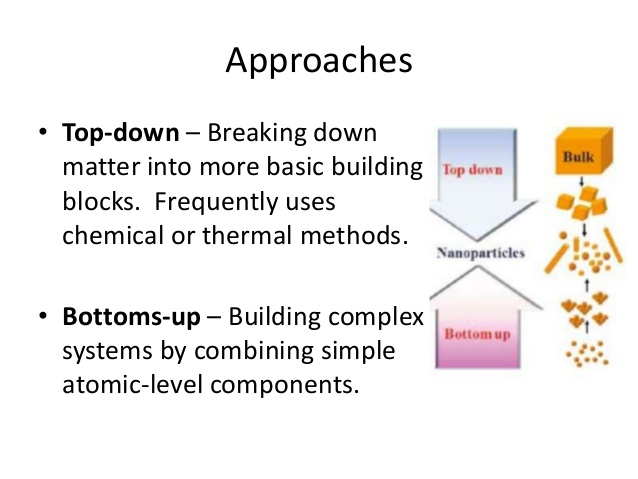 Approaches
• Top-down – Breaking down
matter into more basic building
blocks.  Frequently uses
chemical or thermal methods.
• Bottoms-up – Building complex
systems by combining simple
atomic-level components.
Top down
Bulk
Nanoparticles
Bottom up